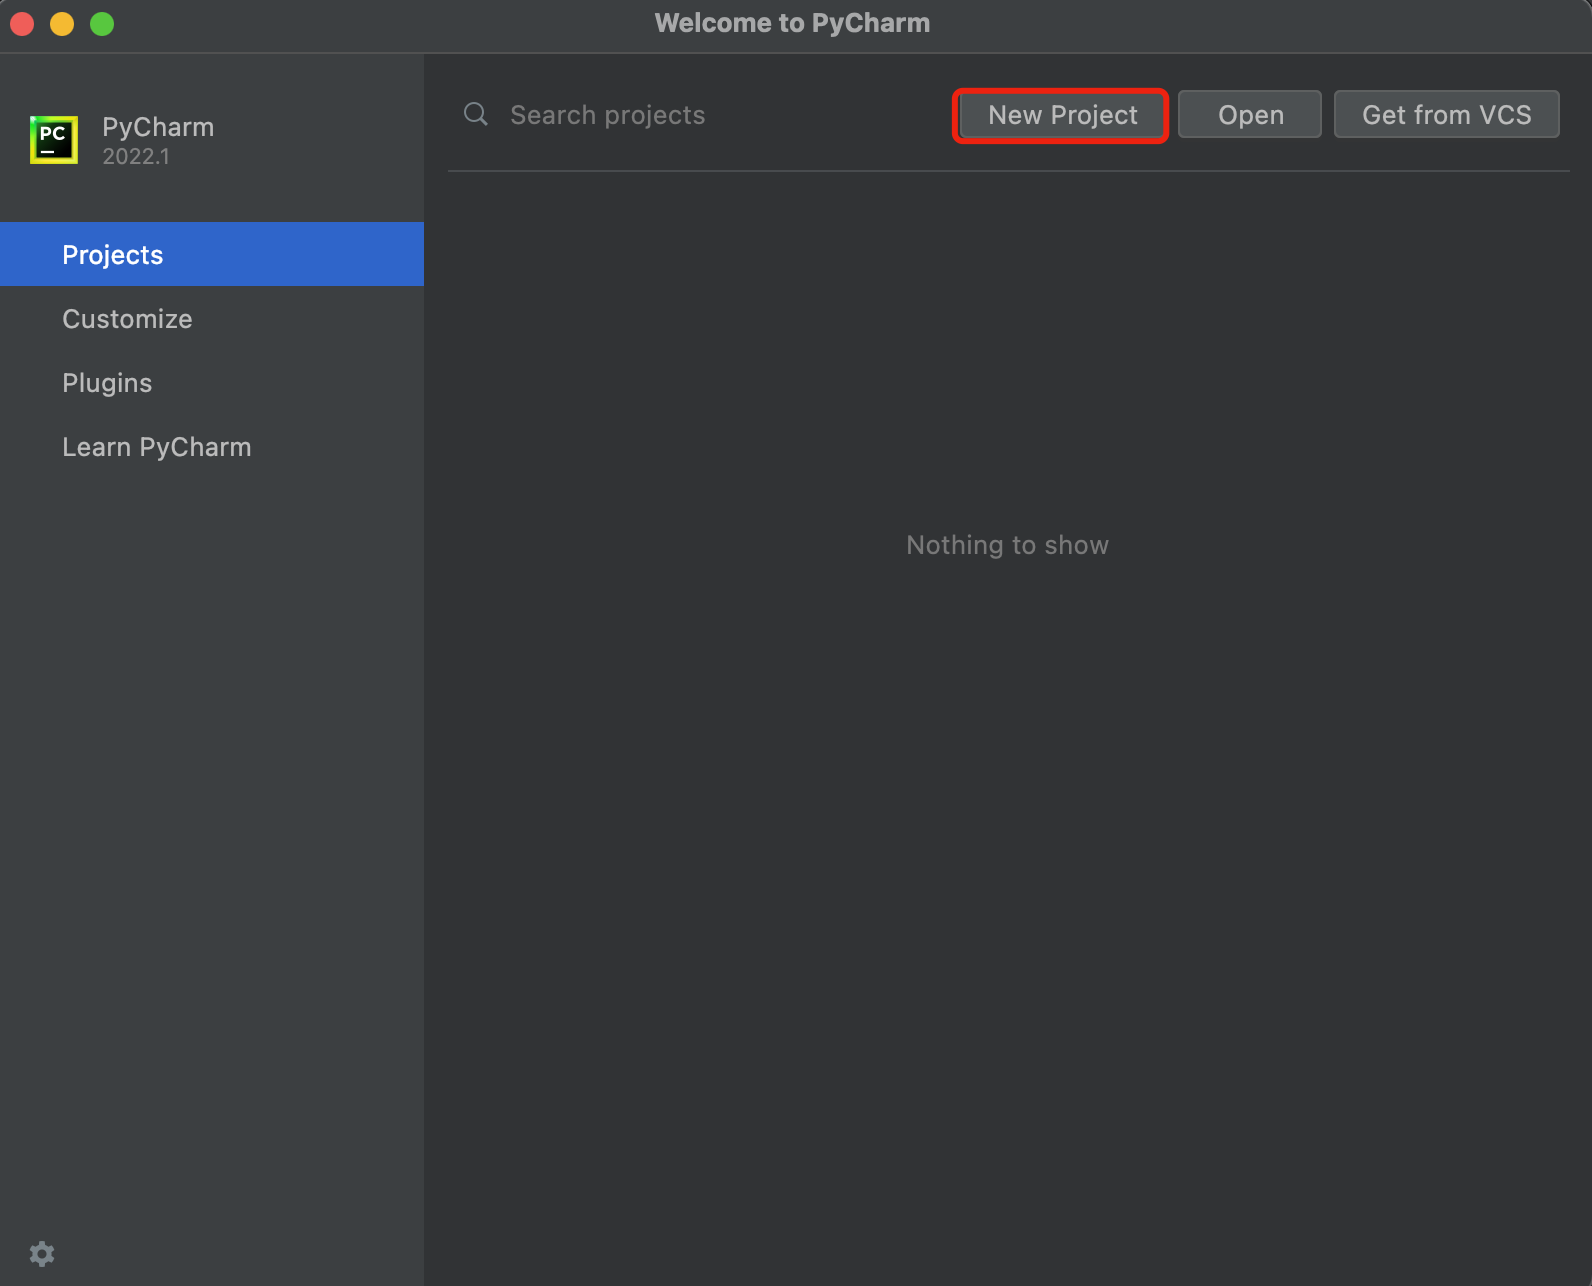 Welcome to PyCharm
PC
PyCharm
2022.1
Search projects
New Project
Open
Get from VCS
Projects
Customize
Plugins
Learn PyCharm
Nothing to show